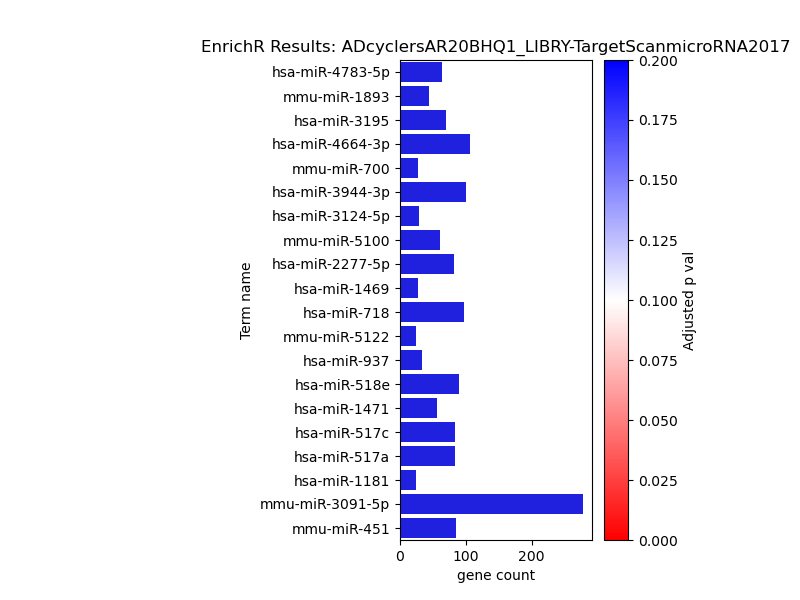 EnrichR Results: ADcyclersAR20BHQ1_LIBRY-TargetScanmicroRNA2017
hsa-miR-4783-5p
mmu-miR-1893
hsa-miR-3195
hsa-miR-4664-3p
mmu-miR-700
hsa-miR-3944-3p
hsa-miR-3124-5p
mmu-miR-5100
hsa-miR-2277-5p
hsa-miR-1469
hsa-miR-718
mmu-miR-5122
hsa-miR-937
hsa-miR-518e
hsa-miR-1471
hsa-miR-517c
hsa-miR-517a
hsa-miR-1181
mmu-miR-3091-5p
mmu-miR-451
Term name
0 100 200
gene count
0.200
0.175
0.150
0.125
0.100
0.075
0.050
0.025
0.000
Adjusted p val